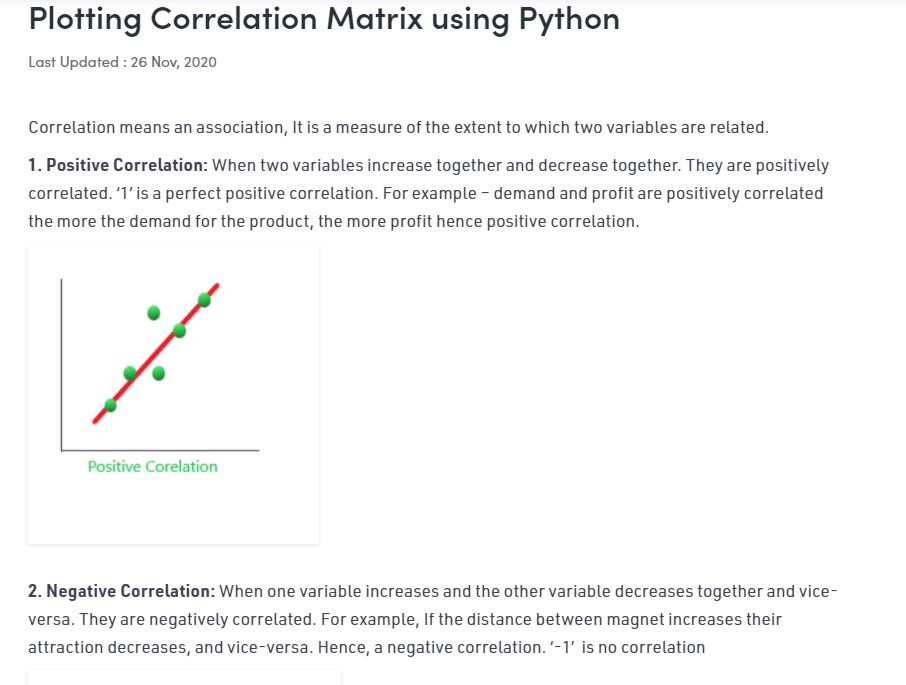 Plotting Correlation Matrix using Python
Last Updated : 26 Nov, 2020
Correlation means an association, It is a measure of the extent to which two variables are related.
1. Positive Correlation: When two variables increase together and decrease together. They are positively
correlated. ‘1’ is a perfect positive correlation. For example – demand and profit are positively correlated
the more the demand for the product, the more profit hence positive correlation.
Positive Corelation
2. Negative Correlation: When one variable increases and the other variable decreases together and vice-
versa. They are negatively correlated. For example, If the distance between magnet increases their
attraction decreases, and vice-versa. Hence, a negative correlation. ‘-1’ is no correlation